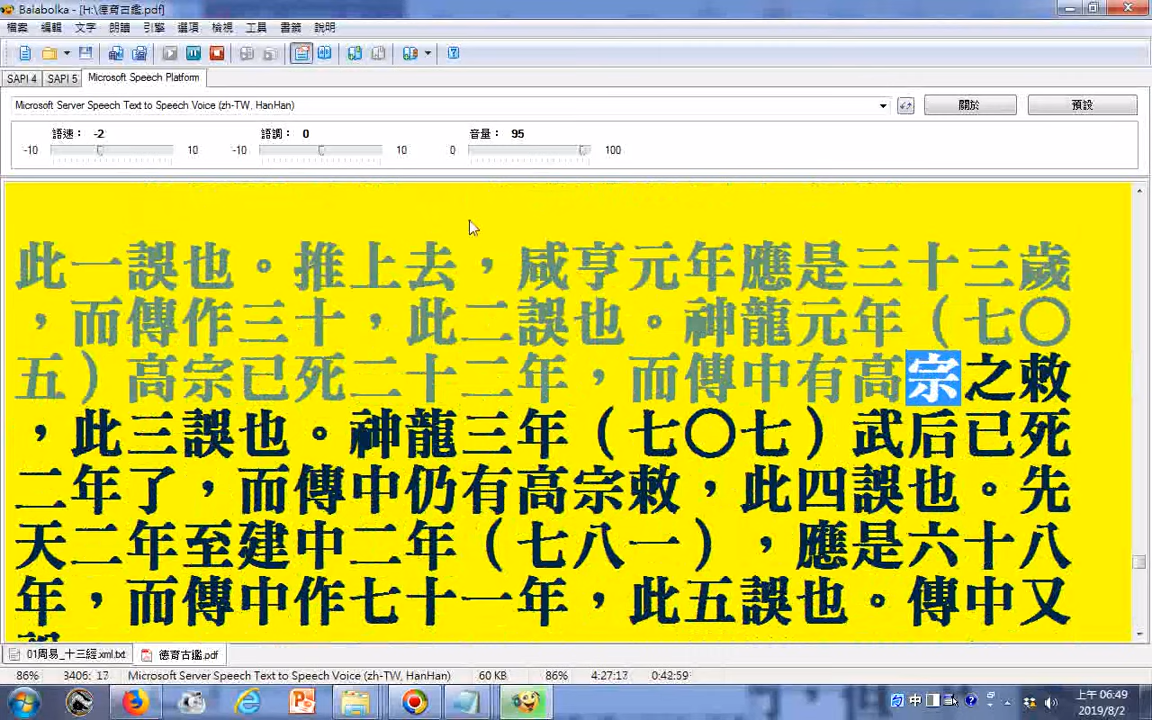 Balabolka - [H:\德育古鑑.pdf]
檔案 編輯 文字 朗讀 引擎 選項 檢視 工具 書籤 說明
SAPI 4 SAPI 5 Microsoft Speech Platform
Microsoft Server Speech Text to Speech Voice (zh-TW, HanHan) 關於 預設
語速： -2 語調： 0 音量： 95
-10 10 -10 10 0 100
此一誤也。推上去，咸亨元年應是三十三歲
，而傳作三十，此二誤也。神龍元年（七〇
五）高宗已死二十二年，而傳中有高宗之敕
，此三誤也。神龍三年（七〇七）武后已死
二年了，而傳中仍有高宗敕，此四誤也。先
天二年至建中二年（七八一），應是六十八
年，而傳中作七十一年，此五誤也。傳中又
01周易_十三經.xml.txt 德育古鑑.pdf
86% 3406: 17 Microsoft Server Speech Text to Speech Voice (zh-TW, HanHan) 60 KB 86% 4:27:17 0:42:59
中 上午 06:49
2019/8/2